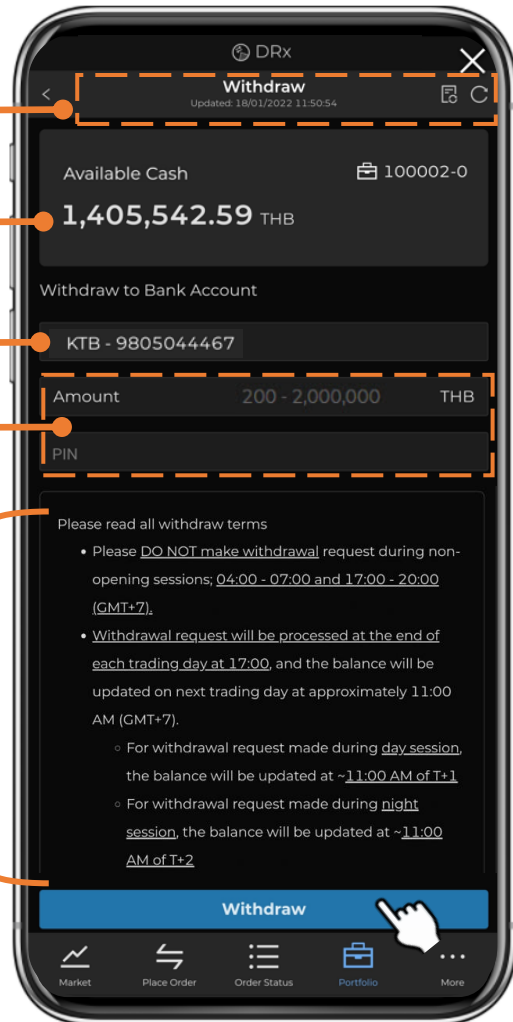 DRx
Withdraw
Updated: 18/01/2022 11:50:54
Available Cash
100002-0
1,405,542.59 THB
Withdraw to Bank Account
KTB - 9805044467
Amount 200 - 2,000,000 THB
PIN
Please read all withdraw terms
• Please DO NOT make withdrawal request during non-
opening sessions; 04:00 - 07:00 and 17:00 - 20:00
(GMT+7).
• Withdrawal request will be processed at the end of
each trading day at 17:00, and the balance will be
updated on next trading day at approximately 11:00
AM (GMT+7).
◦ For withdrawal request made during day session,
the balance will be updated at ~11:00 AM of T+1
◦ For withdrawal request made during night
session, the balance will be updated at ~11:00
AM of T+2
Withdraw
Market Place Order Order Status Portfolio More